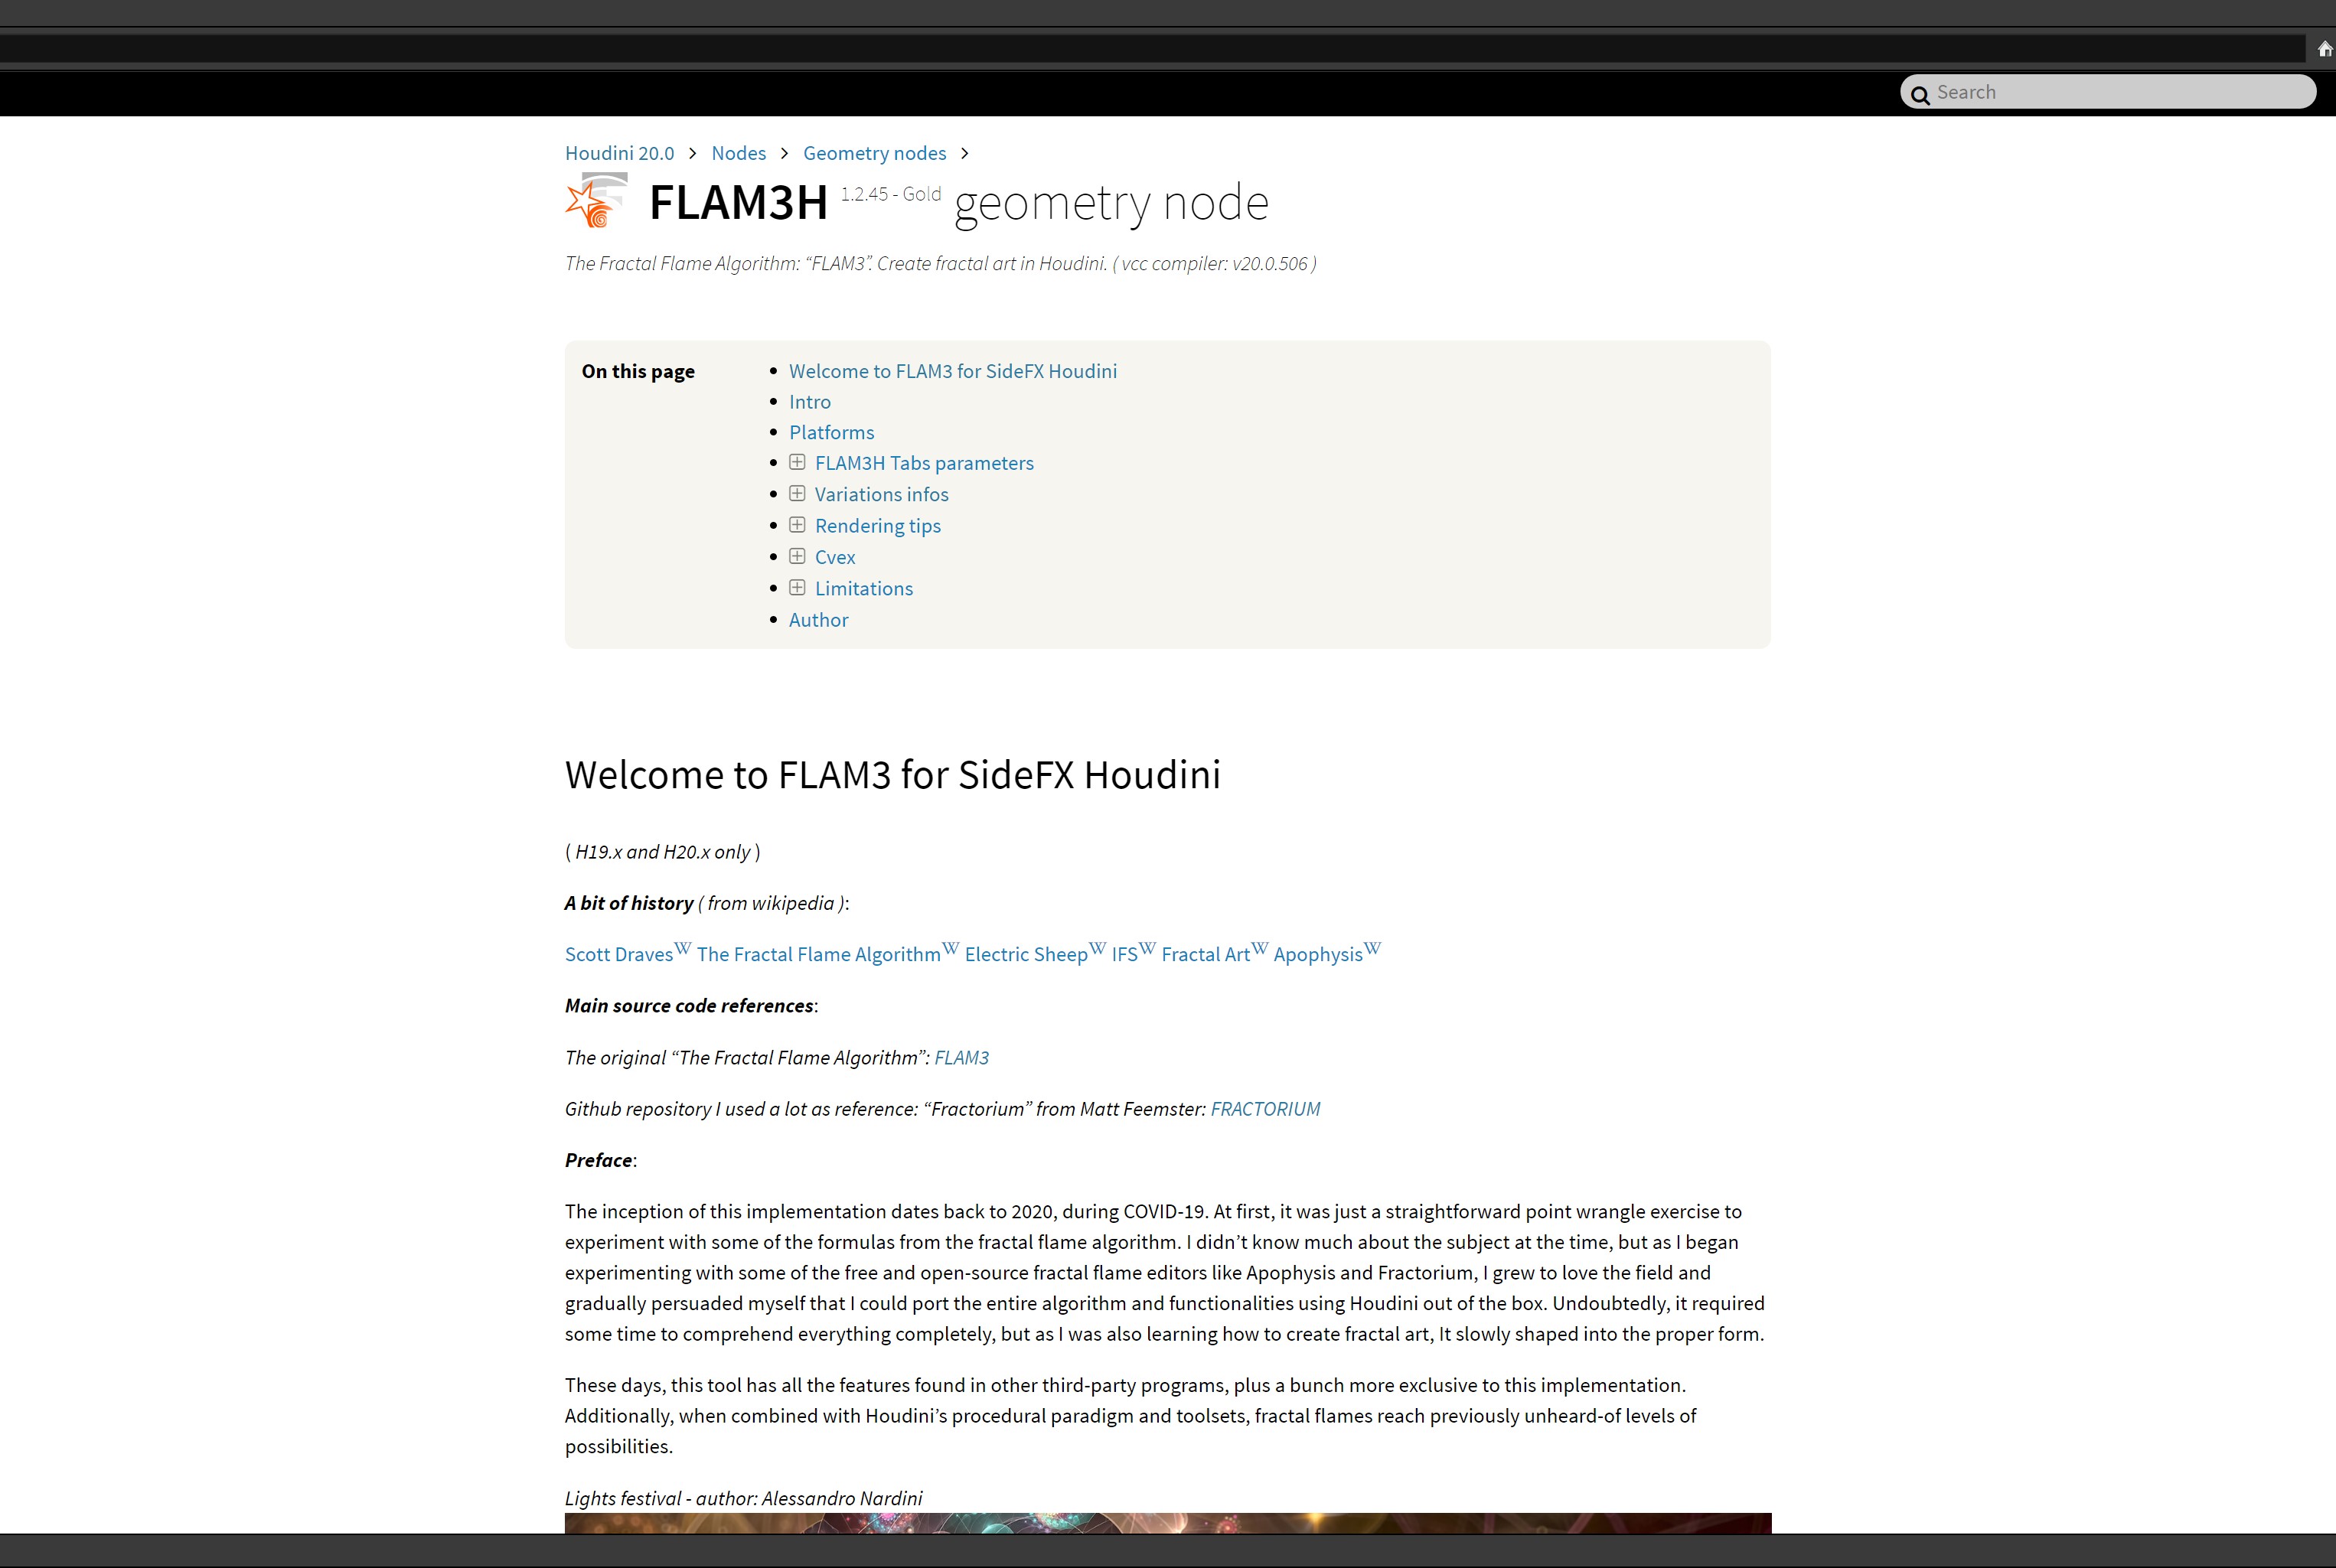 Search
Houdini 20.0 > Nodes > Geometry nodes >
FLAM3H 1.2.45 - Gold geometry node
The Fractal Flame Algorithm: “FLAM3”. Create fractal art in Houdini. ( vcc compiler: v20.0.506 )
On this page
• Welcome to FLAM3 for SideFX Houdini
• Intro
• Platforms
• FLAM3H Tabs parameters
• Variations infos
• Rendering tips
• Cvex
• Limitations
• Author
Welcome to FLAM3 for SideFX Houdini
( H19.x and H20.x only )
A bit of history ( from wikipedia ):
Scott DravesW The Fractal Flame AlgorithmW Electric SheepW IFSW Fractal ArtW ApophysisW
Main source code references:
The original “The Fractal Flame Algorithm”: FLAM3
Github repository I used a lot as reference: “Fractorium” from Matt Feemster: FRACTORIUM
Preface:
The inception of this implementation dates back to 2020, during COVID-19. At first, it was just a straightforward point wrangle exercise to
experiment with some of the formulas from the fractal flame algorithm. I didn’t know much about the subject at the time, but as I began
experimenting with some of the free and open-source fractal flame editors like Apophysis and Fractorium, I grew to love the field and
gradually persuaded myself that I could port the entire algorithm and functionalities using Houdini out of the box. Undoubtedly, it required
some time to comprehend everything completely, but as I was also learning how to create fractal art, It slowly shaped into the proper form.
These days, this tool has all the features found in other third-party programs, plus a bunch more exclusive to this implementation.
Additionally, when combined with Houdini’s procedural paradigm and toolsets, fractal flames reach previously unheard-of levels of
possibilities.
Lights festival - author: Alessandro Nardini